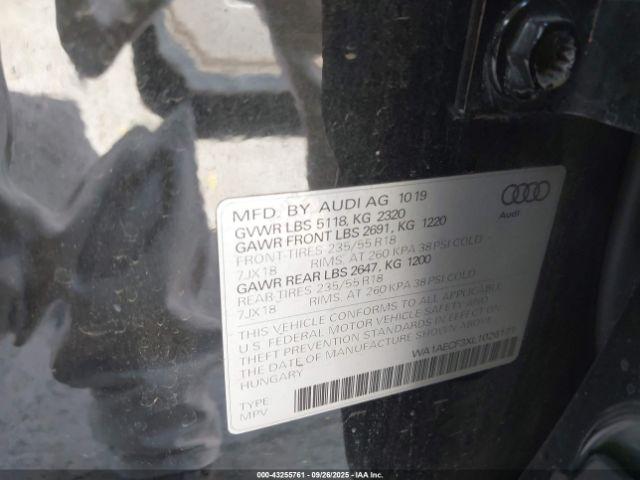 MFD. BY AUDI AG 1019
GVWR LBS 5118, KG 2320
GAWR FRONT LBS 2691, KG 1220
FRONT-TIRES 235/55 R18
7JX18 RIMS. AT 260 KPA 38 PSI COLD
GAWR REAR LBS 2647, KG 1200
REAR-TIRES 235/55 R18
7JX18 RIMS. AT 260 KPA 38 PSI COLD
Audi
THIS VEHICLE CONFORMS TO ALL APPLICABLE
U.S. FEDERAL MOTOR VEHICLE SAFETY AND
THEFT PREVENTION STANDARDS IN EFFECT ON
THE DATE OF MANUFACTURE SHOWN ABOVE.
HUNGARY
TYPE
MPV
00-43255761 - 09/26/2025 - IAAI.COM